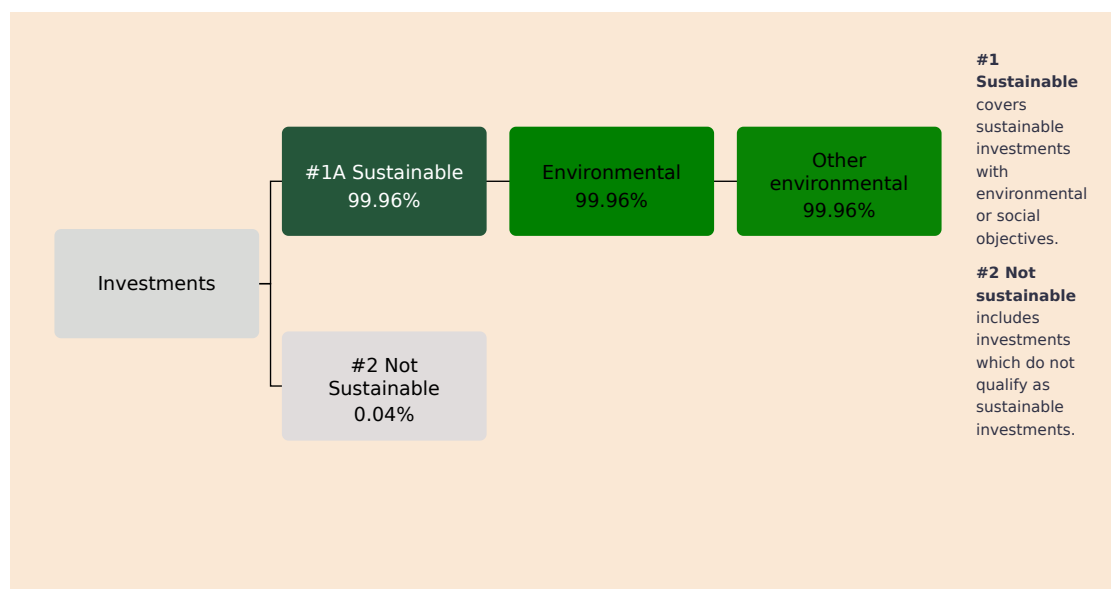 Investments
#1A Sustainable
99.96%
Environmental
99.96%
Other
environmental
99.96%
#2 Not
Sustainable
0.04%
#1
Sustainable
covers
sustainable
investments
with
environmental
or social
objectives.
#2 Not
sustainable
includes
investments
which do not
qualify as
sustainable
investments.